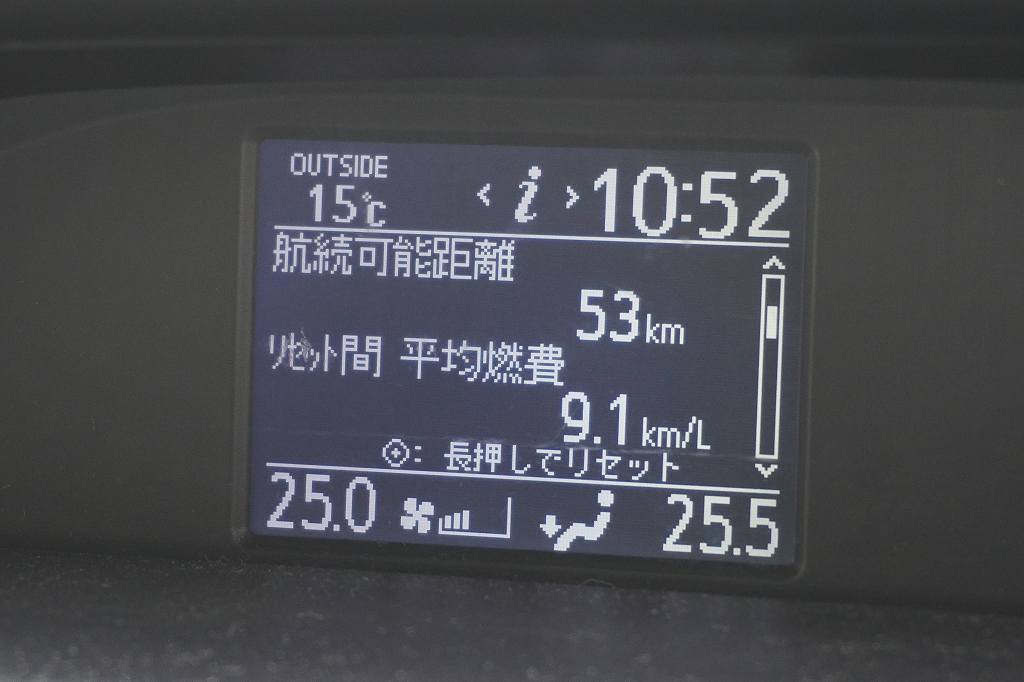 OUTSIDE
15℃
< i > 10:52
航続可能距離
53km
リセット間 平均燃費
9.1km/L
⊙: 長押しでリセット
25.0 25.5